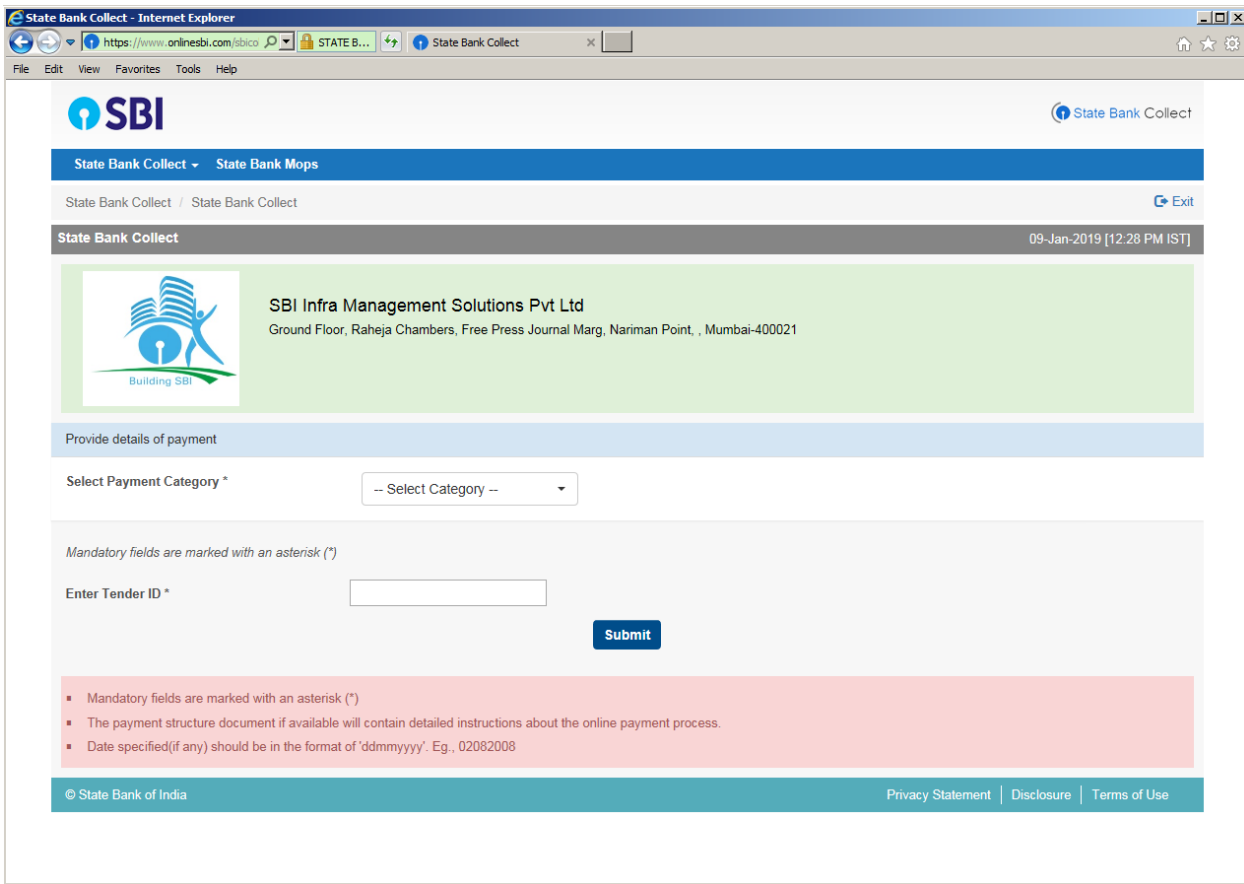 State Bank Collect - Internet Explorer
https://www.onlinesbi.com/sbico STATE B... State Bank Collect
File Edit View Favorites Tools Help
SBI
State Bank Collect
State Bank Collect State Bank Mops
State Bank Collect / State Bank Collect Exit
State Bank Collect 09-Jan-2019 [12:28 PM IST]
SBI Infra Management Solutions Pvt Ltd
Ground Floor, Raheja Chambers, Free Press Journal Marg, Nariman Point, , Mumbai-400021
Building SBI
Provide details of payment
Select Payment Category * -- Select Category --
Mandatory fields are marked with an asterisk (*)
Enter Tender ID *
Submit
Mandatory fields are marked with an asterisk (*)
The payment structure document if available will contain detailed instructions about the online payment process.
Date specified(if any) should be in the format of 'ddmmyyyy'. Eg., 02082008
© State Bank of India Privacy Statement | Disclosure | Terms of Use